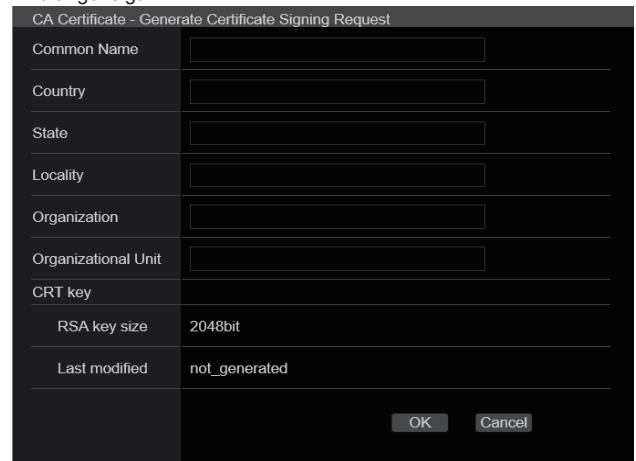 CA Certificate - Generate Certificate Signing Request
Common Name
Country
State
Locality
Organization
Organizational Unit
CRT key
RSA key size 2048bit
Last modified not_generated
OK Cancel